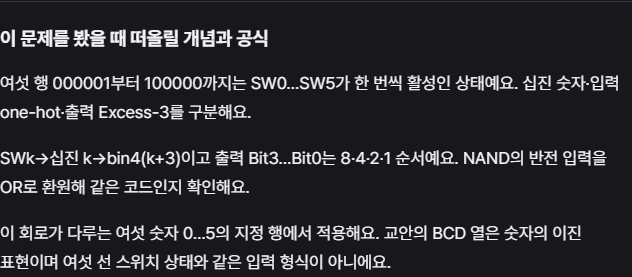 이 문제를 봤을 때 떠올릴 개념과 공식
여섯 행 000001부터 100000까지는 SW0…SW5가 한 번씩 활성인 상태예요. 십진 숫자·입력
one-hot·출력 Excess-3를 구분해요.
SWk→십진 k→bin4(k+3)이고 출력 Bit3…Bit0는 8·4·2·1 순서예요. NAND의 반전 입력을
OR로 환원해 같은 코드인지 확인해요.
이 회로가 다루는 여섯 숫자 0…5의 지정 행에서 적용해요. 교안의 BCD 열은 숫자의 이진
표현이며 여섯 선 스위치 상태와 같은 입력 형식이 아니에요.